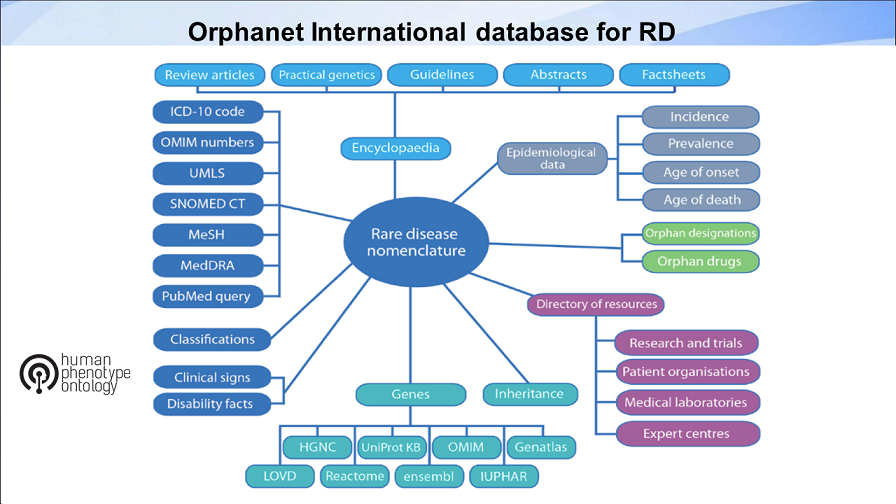 Orphanet International database for RD
Review articles
Practical genetics
Guidelines
Abstracts
Factsheets
ICD-10 code
OMIM numbers
UMLS
SNOMED CT
MeSH
MedDRA
PubMed query
Encyclopaedia
Epidemiological
data
Incidence
Prevalence
Age of onset
Age of death
Rare disease
nomenclature
Orphan designations
Orphan drugs
Directory of resources
Research and trials
Patient organisations
Medical laboratories
Expert centres
Classifications
Clinical signs
Disability facts
human
phenotype
ontology
Genes
Inheritance
HGNC
UniProt KB
OMIM
Genatlas
LOVD
Reactome
ensembl
IUPHAR